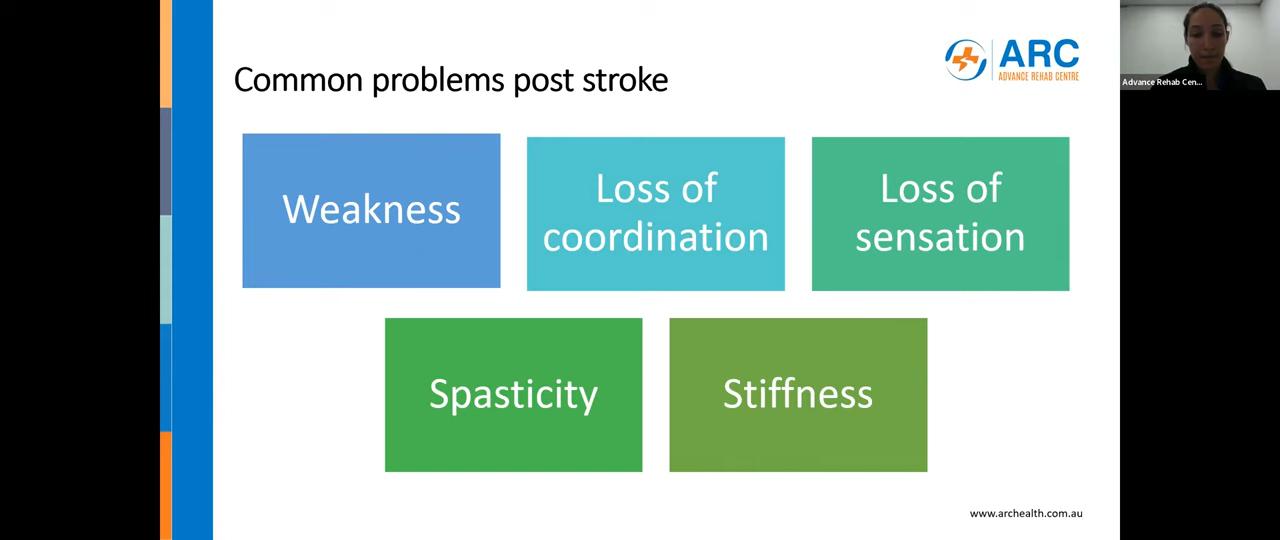 ARC
ADVANCE REHAB CENTRE
Advance Rehab Cen...
Common problems post stroke
Weakness
Loss of
coordination
Loss of
sensation
Spasticity
Stiffness
www.archealth.com.au